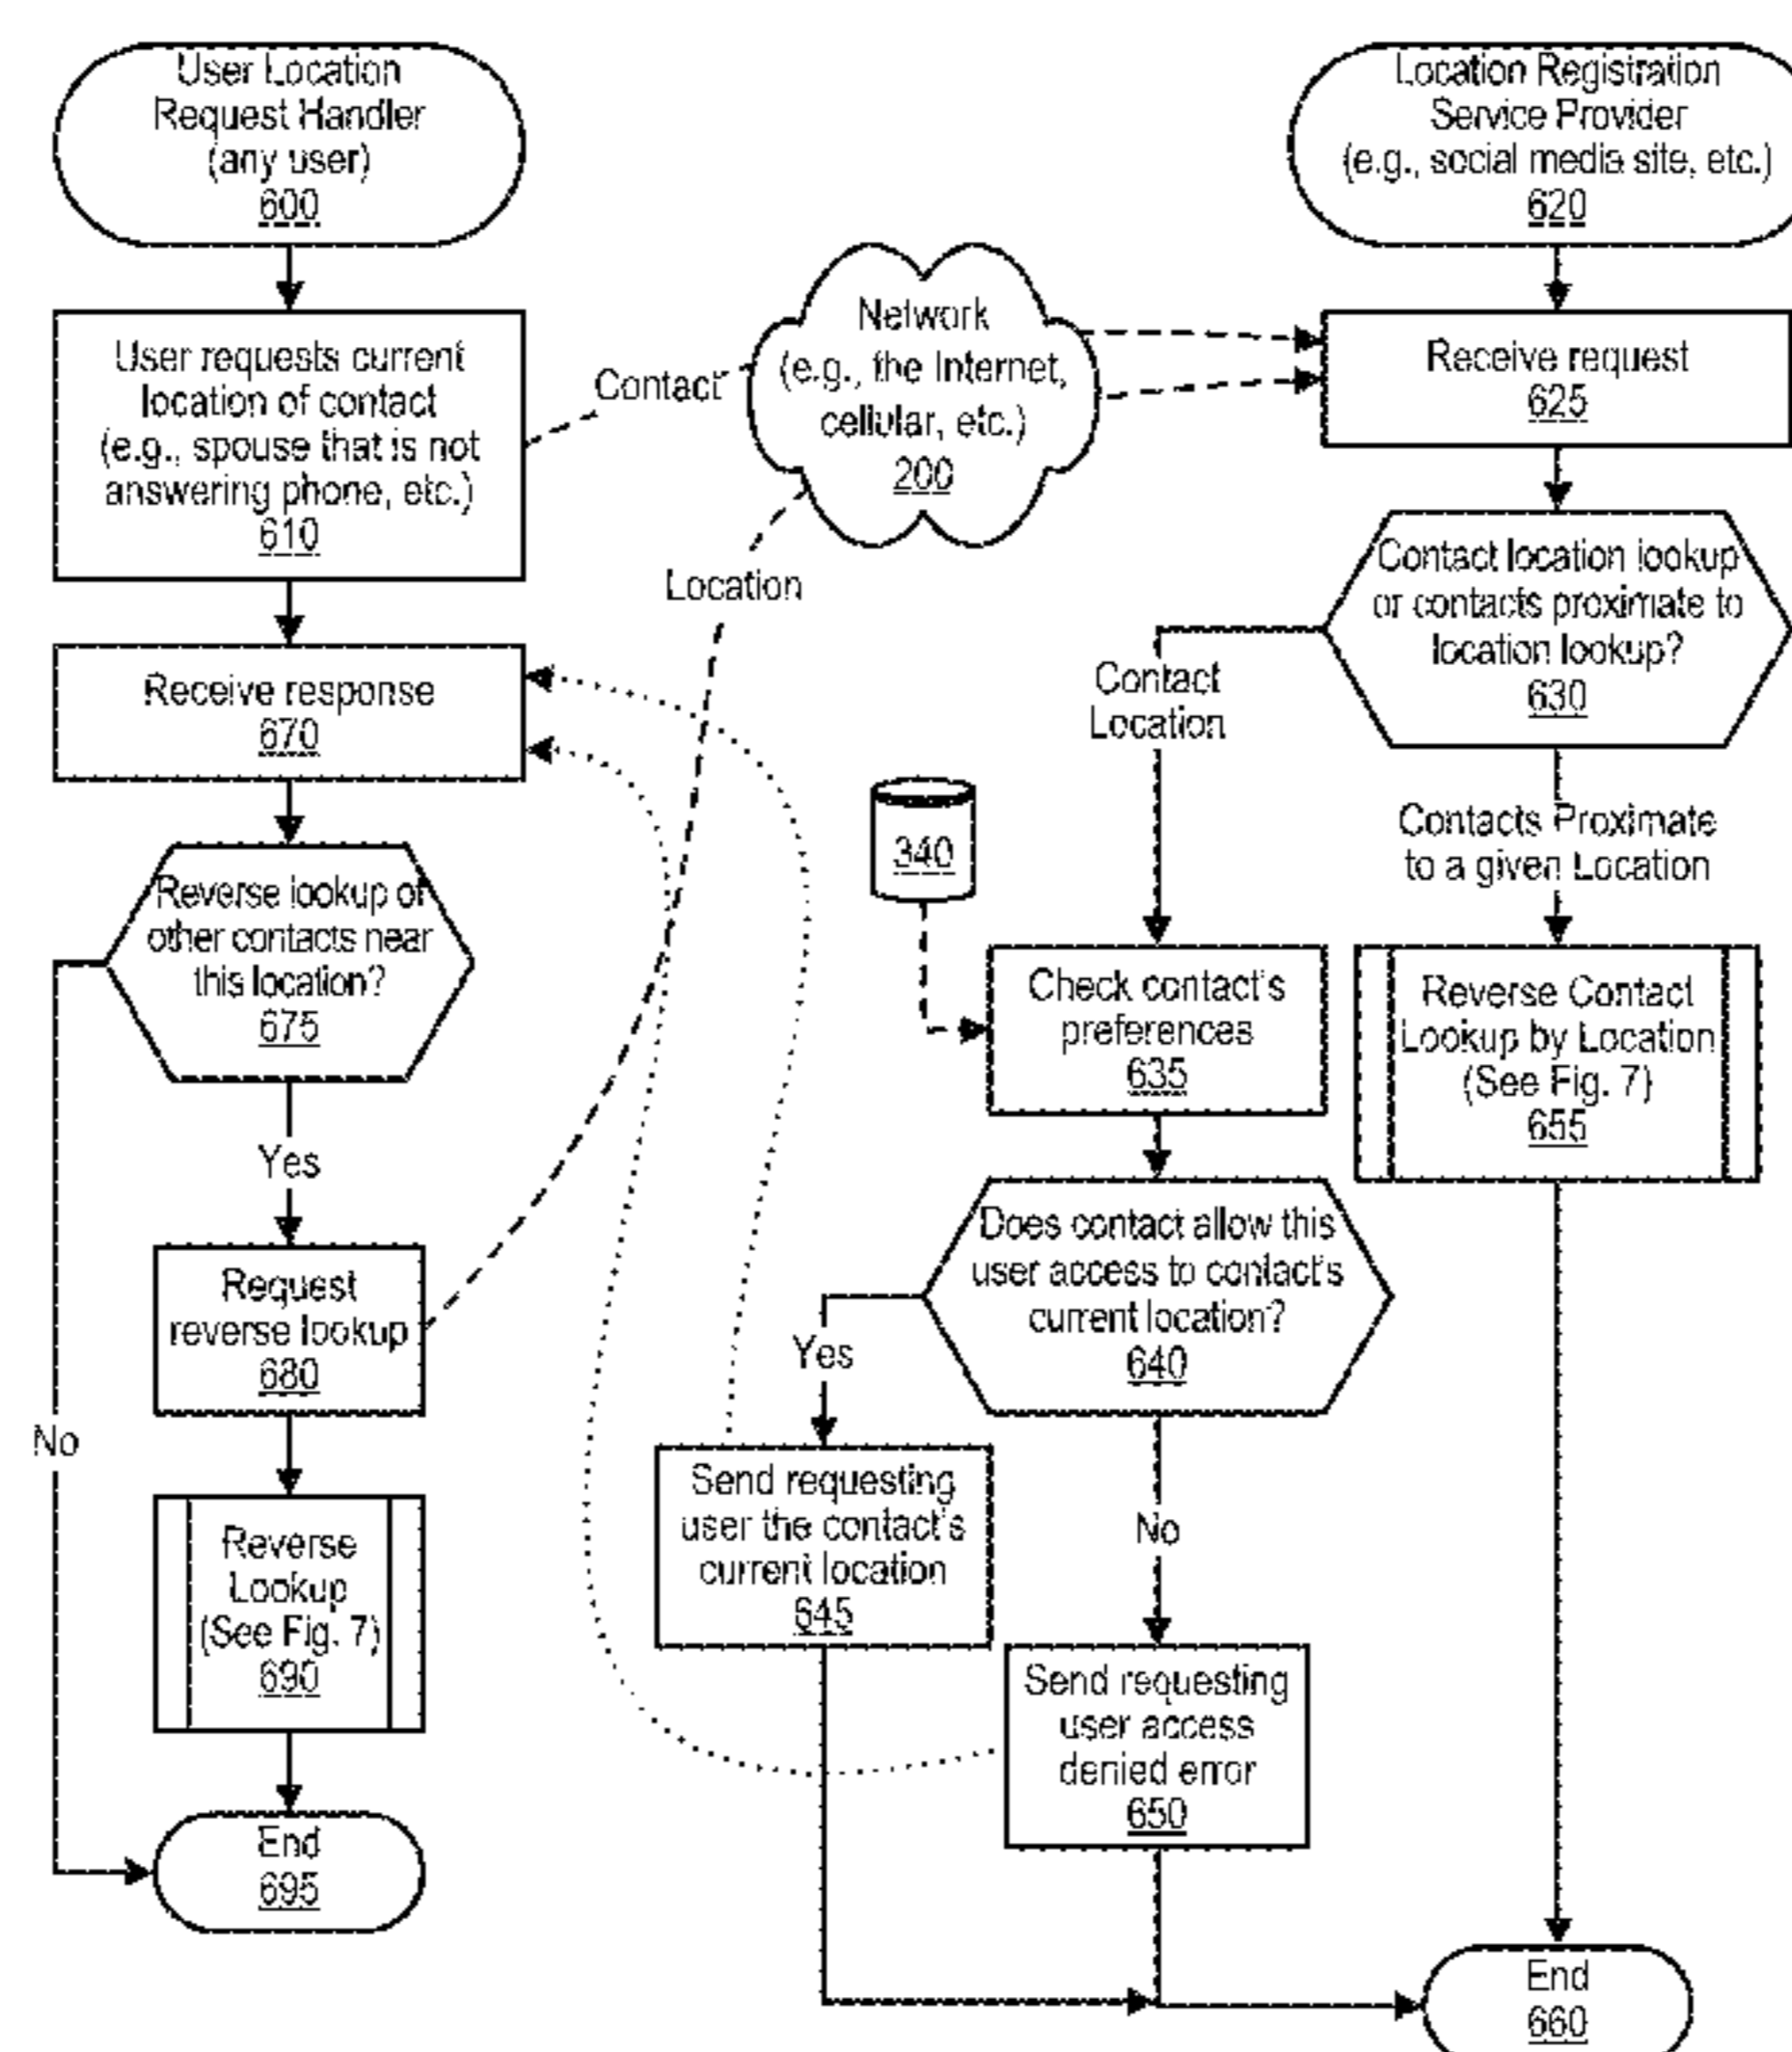 User Location
Request Handler
(any user)
600
User requests current
location of contact
(e.g., spouse that is not
answering phone, etc.)
610
Receive response
670
Reverse lookup of
other contacts near
this location?
675
Yes
No
Request
reverse lookup
680
Reverse
Lookup
(See Fig. 7)
690
End
695
Contact
Network
(e.g., the Internet,
cellular, etc.)
200
Location
Location Registration
Service Provider
(e.g., social media site, etc.)
620
Receive request
625
Contact location lookup
or contacts proximate to
location lookup?
630
Contact
Location
Contacts Proximate
to a given Location
340
Check contact's
preferences
635
Reverse Contact
Lookup by Location
(See Fig. 7)
655
Does contact allow this
user access to contact's
current location?
640
Yes
No
Send requesting
user the contact's
current location
645
Send requesting
user access
denied error
650
End
660